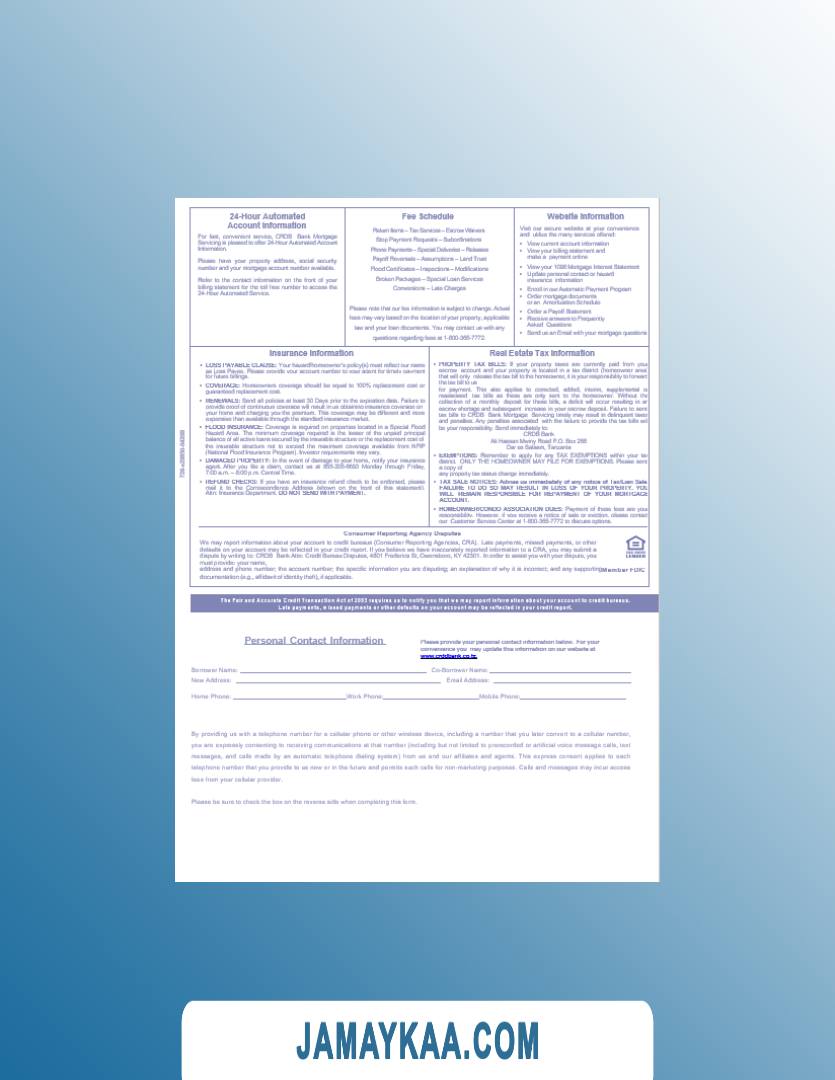 24-Hour Automated
Account Information
For fast, convenient service, CRDB Bank Mortgage
Servicing is pleased to offer 24-Hour Automated Account
Information.
Please have your property address, social security
number and your mortgage account number available.
Refer to the contact information on the front of your
billing statement for the toll free number to access the
24-Hour Automated Service.
Fee Schedule
Return Items – Tax Services – Escrow Waivers
Stop Payment Requests – Subordinations
Phone Payments – Special Deliveries – Releases
Payoff Reversals – Assumptions – Land Trust
Flood Certificates – Inspections – Modifications
Broken Packages – Special Loan Services
Conversions – Late Charges
Please note that our fee information is subject to change. Actual
fees may vary based on the location of your property, applicable
law and your loan documents. You may contact us with any
questions regarding fees at 1-800-365-7772.
Website Information
Visit our secure website at your convenience
and utilize the many services offered:
• View current account information
• View your billing statement and
make a payment online
• View your 1098 Mortgage Interest Statement
• Update personal contact or hazard
insurance information
• Enroll in our Automatic Payment Program
• Order mortgage documents
or an Amortization Schedule
• Order a Payoff Statement
• Receive answers to Frequently
Asked Questions
• Send us an Email with your mortgage questions
Insurance Information
• LOSS PAYABLE CLAUSE: Your hazard/homeowner's policy(s) must reflect our name
as Loss Payee. Please provide your account number to your agent for timely payment
for future billings.
• COVERAGE: Homeowners coverage should be equal to 100% replacement cost or
guaranteed replacement cost.
• RENEWALS: Send all policies at least 30 Days prior to the expiration date. Failure to
provide proof of continuous coverage will result in us obtaining insurance coverage on
your home and charging you the premium. This coverage may be different and more
expensive than available through the standard insurance market.
• FLOOD INSURANCE: Coverage is required on properties located in a Special Flood
Hazard Area. The minimum coverage required is the lesser of the unpaid principal
balance of all active loans secured by the insurable structure or the replacement cost of
the insurable structure not to exceed the maximum coverage available from NFIP
(National Flood Insurance Program). Investor requirements may vary.
• DAMAGED PROPERTY: In the event of damage to your home, notify your insurance
agent. After you file a claim, contact us at Monday through Friday,
7:00 a.m. – 8:00 p.m. Central Time.
• REFUND CHECKS: If you have an insurance refund check to be endorsed, please
mail it to the Correspondence Address (shown on the front of this statement).
Attn: Insurance Department. DO NOT SEND WITH PAYMENT.
Real Estate Tax Information
• PROPERTY TAX BILLS: If your property taxes are currently paid from your
escrow account and your property is located in a tax district (homeowner area)
that will only release the tax bill to the homeowner, it is your responsibility to forward
the tax bill to us
for payment. This also applies to corrected, added, interim, supplemental or
reassessed tax bills as these are only sent to the homeowner. Without the
collection of a monthly deposit for these bills, a deficit will occur resulting in an
escrow shortage and subsequent increase in your escrow deposit. Failure to send
tax bills to CRDB Bank Mortgage Servicing timely may result in delinquent taxes
and penalties. Any penalties associated with the failure to provide the tax bills will
be your responsibility. Send immediately to:
CRDB Bank
Ali Hassan Mwinyi Road P.O. Box 268
Dar es Salaam, Tanzania
• EXEMPTIONS: Remember to apply for any TAX EXEMPTIONS within your tax
district. ONLY THE HOMEOWNER MAY FILE FOR EXEMPTIONS. Please send
a copy of
any property tax status change immediately.
• TAX SALE NOTICES: Advise us immediately of any notice of Tax/Lien Sale.
FAILURE TO DO SO MAY RESULT IN LOSS OF YOUR PROPERTY. YOU
WILL REMAIN RESPONSIBLE FOR REPAYMENT OF YOUR MORTGAGE
ACCOUNT.
• HOMEOWNER/CONDO ASSOCIATION DUES: Payment of these fees are your
responsibility. However, if you receive a notice of sale or eviction, please contact
our Customer Service Center at 1-800-365-7772 to discuss options.
Consumer Reporting Agency Disputes
We may report information about your account to credit bureaus (Consumer Reporting Agencies, CRA). Late payments, missed payments, or other
defaults on your account may be reflected in your credit report. If you believe we have inaccurately reported information to a CRA, you may submit a
dispute by writing to: CRDB Bank Attn: Credit Bureau Disputes, 4801 Frederica St, Owensboro, KY 42301. In order to assist you with your dispute, you
must provide: your name,
address and phone number; the account number; the specific information you are disputing; an explanation of why it is incorrect; and any supporting
documentation (e.g., affidavit of identity theft), if applicable.
Member FDIC
The Fair and Accurate Credit Transaction Act of 2003 requires us to notify you that we may report information about your account to credit bureaus.
Late payments, missed payments or other defaults on your account may be reflected in your credit report.
Personal Contact Information
Please provide your personal contact information below. For your
convenience you may update this information on our website at
www.crdbbank.co.tz.
Borrower Name: Co-Borrower Name:
New Address: Email Address:
Home Phone: Work Phone: Mobile Phone:
By providing us with a telephone number for a cellular phone or other wireless device, including a number that you later convert to a cellular number,
you are expressly consenting to receiving communications at that number (including but not limited to prerecorded or artificial voice message calls, text
messages, and calls made by an automatic telephone dialing system) from us and our affiliates and agents. This express consent applies to each
telephone number that you provide to us now or in the future and permits such calls for non-marketing purposes. Calls and messages may incur access
fees from your cellular provider.
Please be sure to check the box on the reverse side when completing this form.
JAMAYKAA.COM